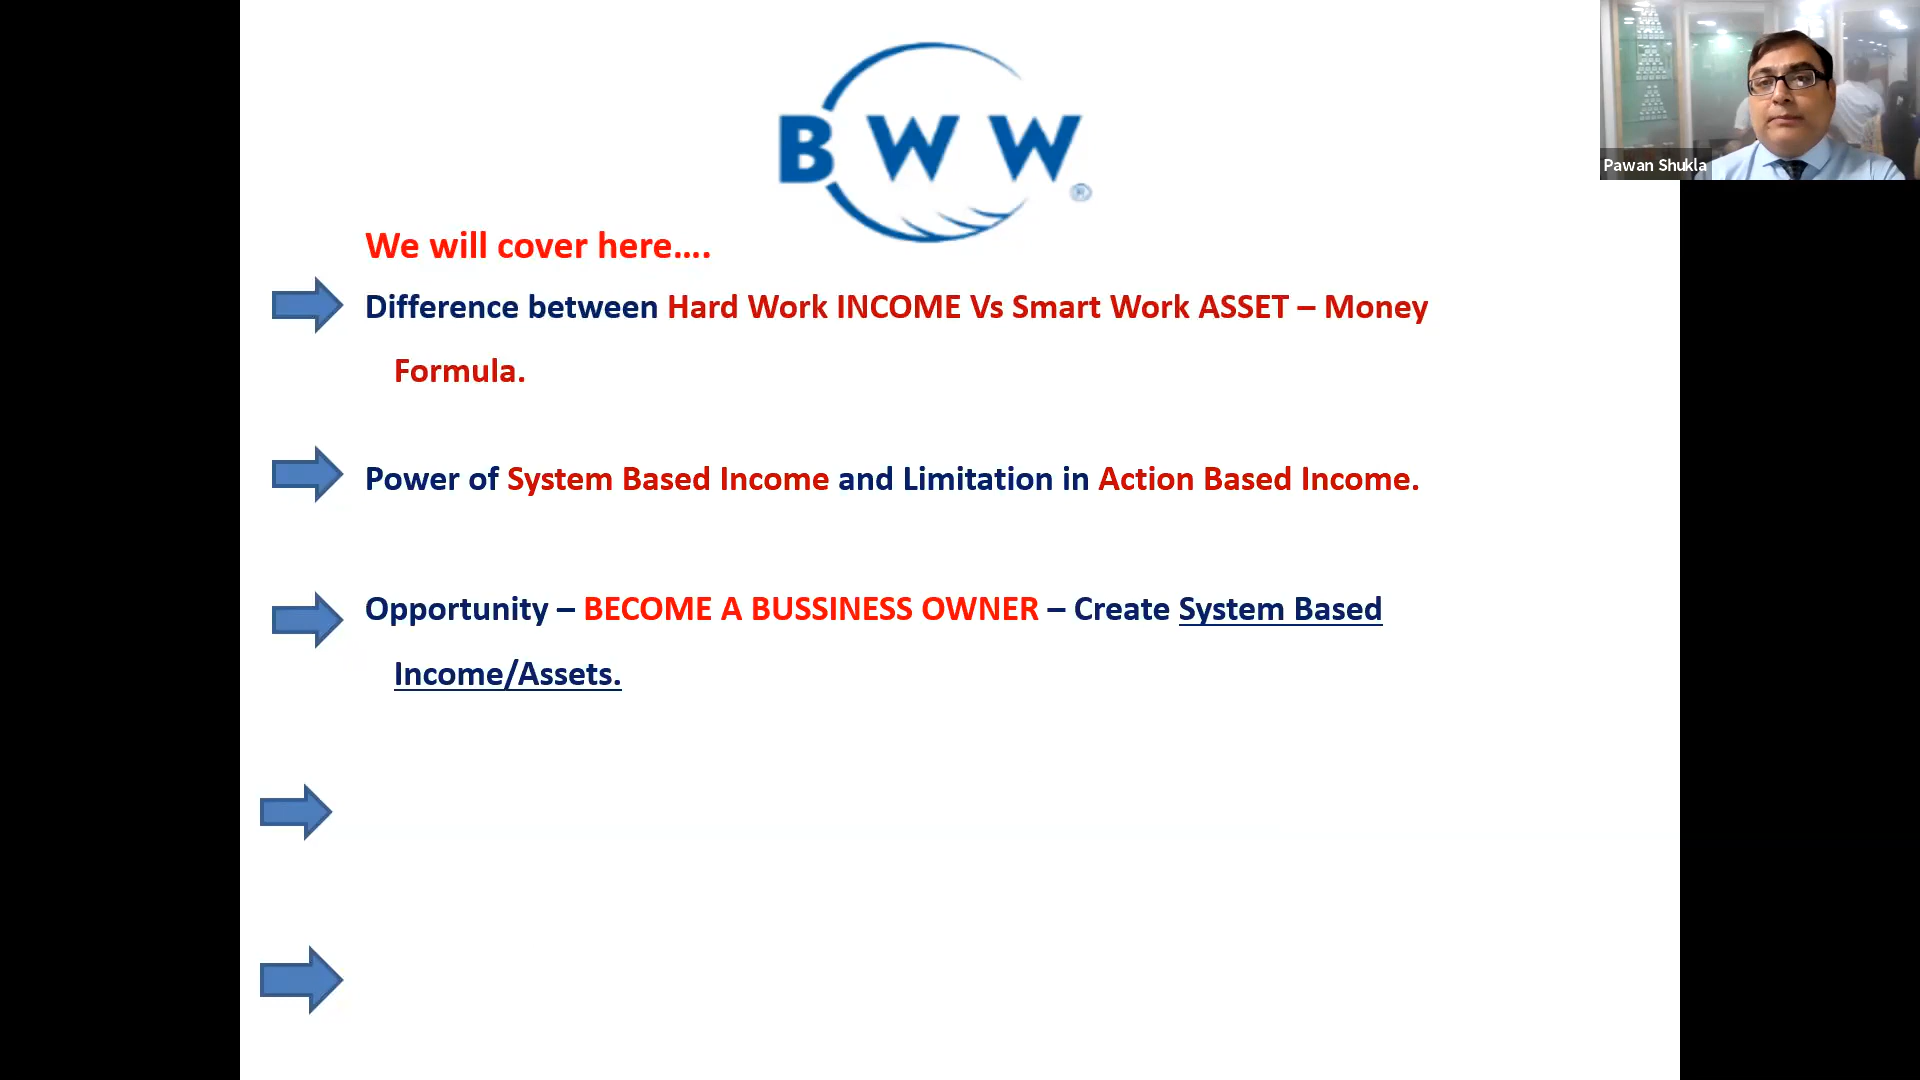 BWW
®
Pawan Shukla
We will cover here....
Difference between Hard Work INCOME Vs Smart Work ASSET – Money
Formula.
Power of System Based Income and Limitation in Action Based Income.
Opportunity – BECOME A BUSSINESS OWNER – Create System Based
Income/Assets.